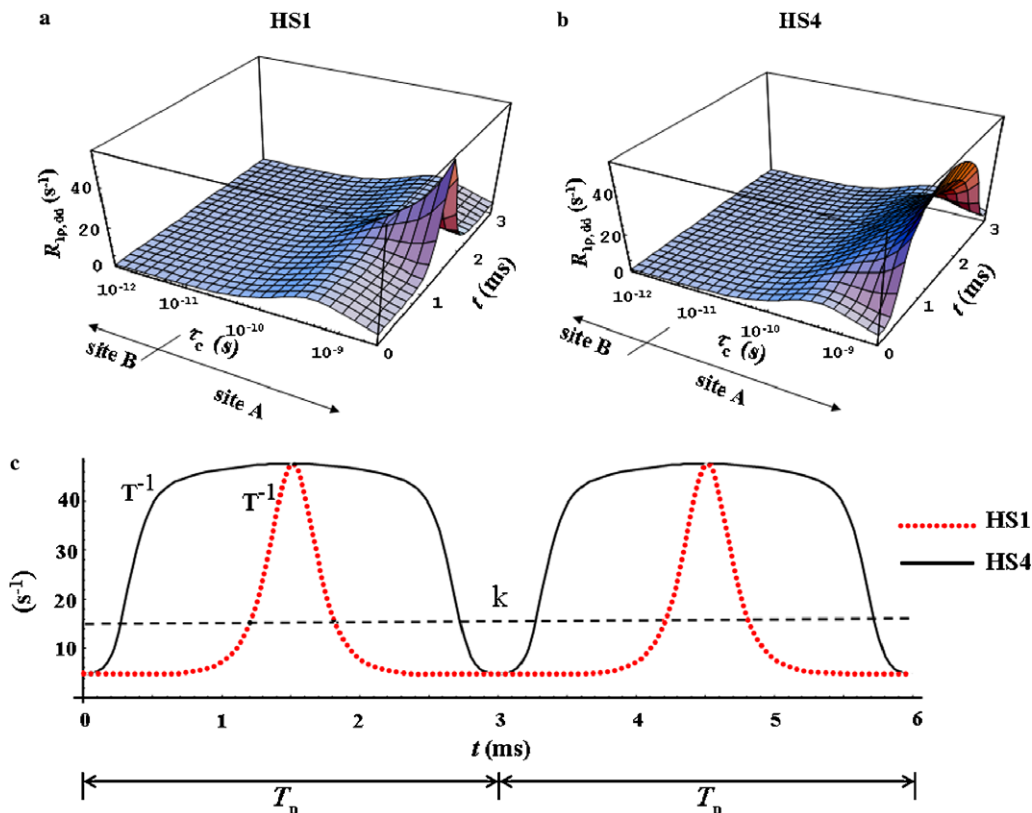 a HS1
R1ρ,dd (s-1)
40
20
0
10-12
10-11
10-10
10-9
τc (s)
0
1
2
3
t (ms)
site B
site A
b HS4
R1ρ,dd (s-1)
40
20
0
10-12
10-11
10-10
10-9
τc (s)
0
1
2
3
t (ms)
site B
site A
c
(s-1)
40
30
20
10
T-1
T-1
k
HS1
HS4
0 1 2 3 4 5 6
t (ms)
Tp Tp